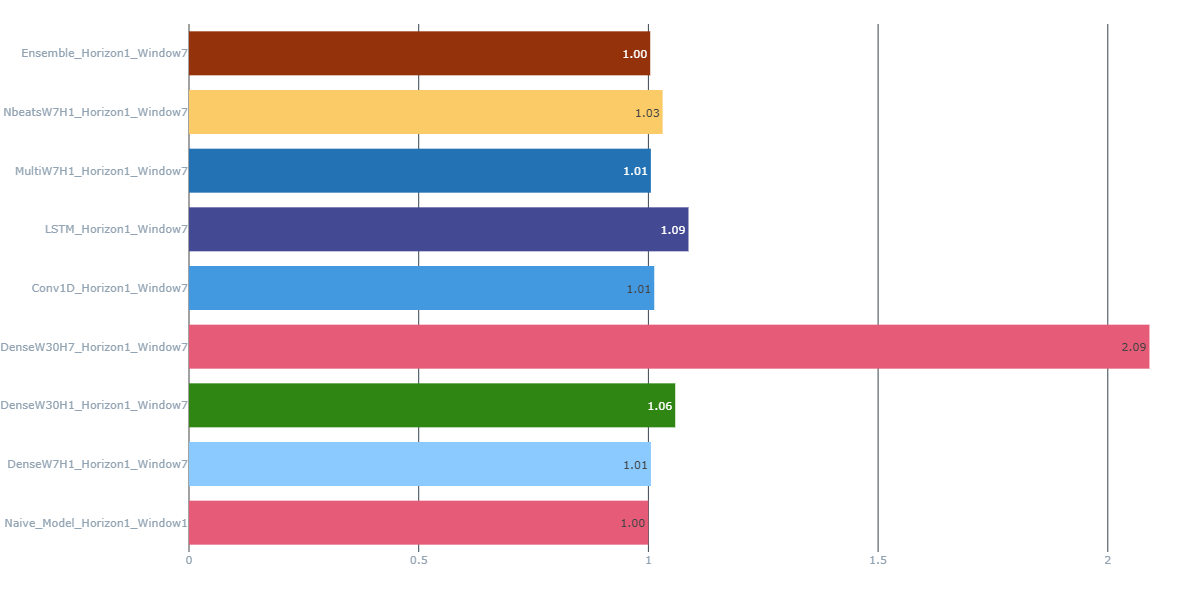 Ensemble_Horizon1_Window7 1.00
NbeatsW7H1_Horizon1_Window7 1.03
MultiW7H1_Horizon1_Window7 1.01
LSTM_Horizon1_Window7 1.09
Conv1D_Horizon1_Window7 1.01
DenseW30H7_Horizon1_Window7 2.09
DenseW30H1_Horizon1_Window7 1.06
DenseW7H1_Horizon1_Window7 1.01
Naive_Model_Horizon1_Window1 1.00
0 0.5 1 1.5 2